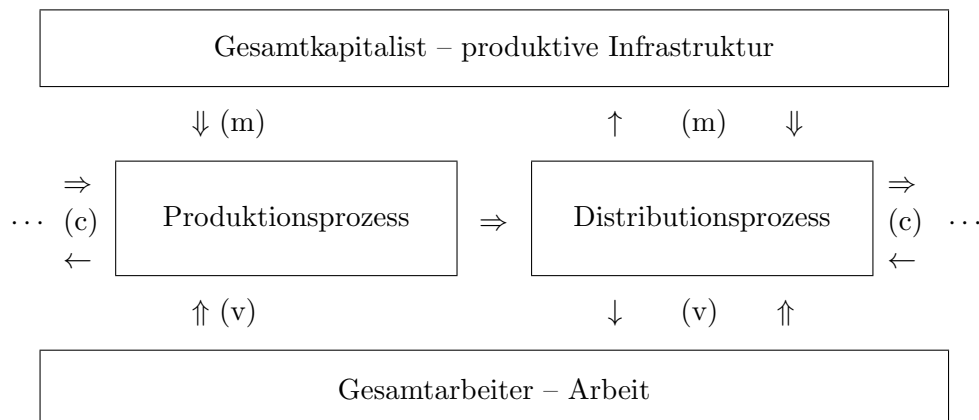 Gesamtkapitalist – produktive Infrastruktur
⇓ (m) ↑ (m) ⇓
⇒ ⇒
··· (c) Produktionsprozess ⇒ Distributionsprozess (c) ···
← ←
⇑ (v) ↓ (v) ⇑
Gesamtarbeiter – Arbeit